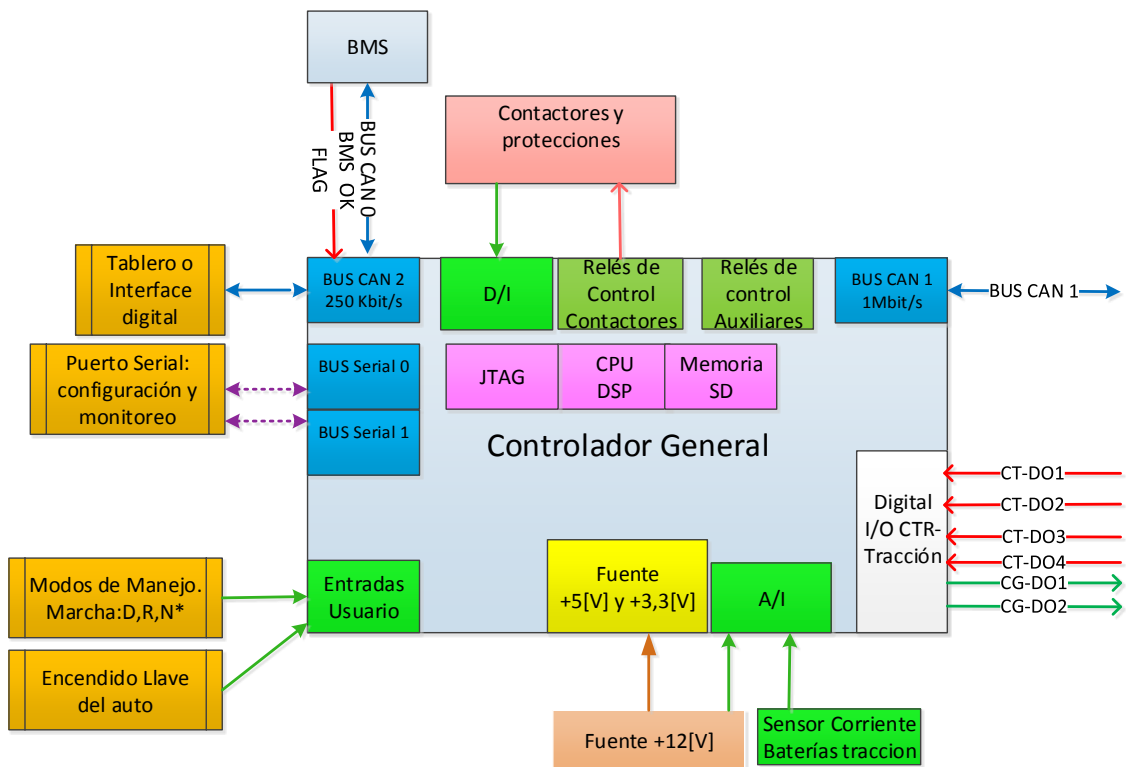 BMS
BUS CAN 0
BMS OK
FLAG
Contactores y
protecciones
Tablero o
Interface
digital
BUS CAN 2
250 Kbit/s
D/I
Relés de
Control
Contactores
Relés de
control
Auxiliares
BUS CAN 1
1Mbit/s
BUS CAN 1
Puerto Serial:
configuración y
monitoreo
BUS Serial 0
BUS Serial 1
JTAG
CPU
DSP
Memoria
SD
Controlador General
Digital
I/O CTR-
Tracción
CT-DO1
CT-DO2
CT-DO3
CT-DO4
CG-DO1
CG-DO2
Modos de Manejo.
Marcha:D,R,N*
Entradas
Usuario
Fuente
+5[V] y +3,3[V]
A/I
Encendido Llave
del auto
Fuente +12[V]
Sensor Corriente
Baterías traccion